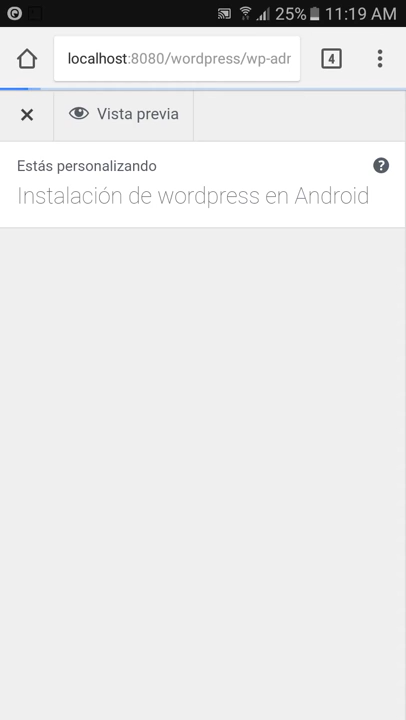 25% 11:19 AM
localhost:8080/wordpress/wp-adr
4
Vista previa
Estás personalizando
?
Instalación de wordpress en Android